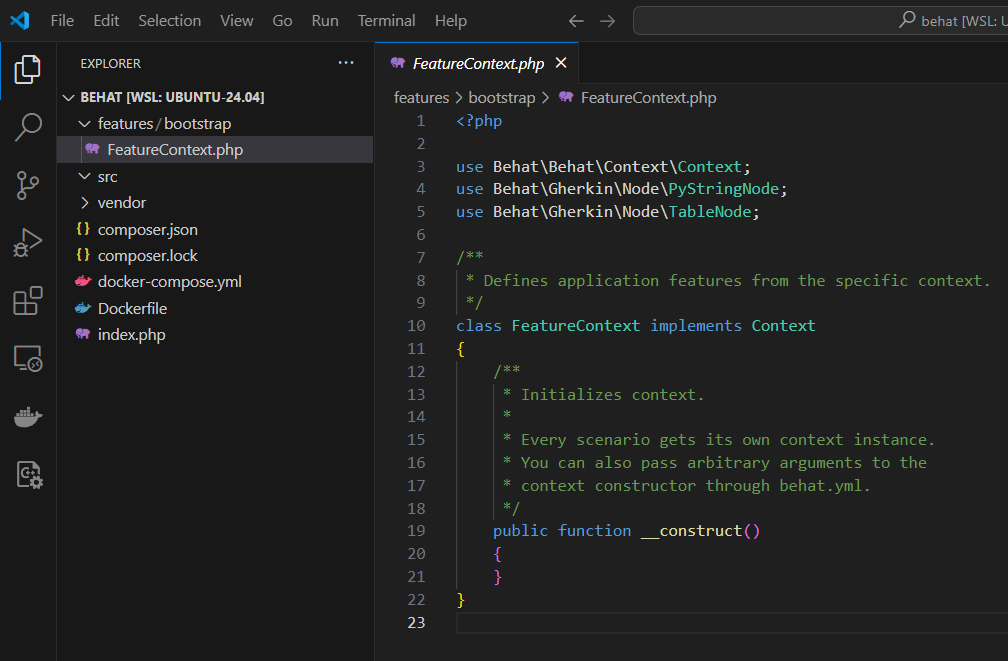 File Edit Selection View Go Run Terminal Help
behat [WSL: U
EXPLORER
BEHAT [WSL: UBUNTU-24.04]
features/bootstrap
FeatureContext.php
src
vendor
{} composer.json
{} composer.lock
docker-compose.yml
Dockerfile
index.php
FeatureContext.php
features > bootstrap > FeatureContext.php
1 <?php
2
3 use Behat\Behat\Context\Context;
4 use Behat\Gherkin\Node\PyStringNode;
5 use Behat\Gherkin\Node\TableNode;
6
7 /**
8 * Defines application features from the specific context.
9 */
10 class FeatureContext implements Context
11 {
12 /**
13 * Initializes context.
14 *
15 * Every scenario gets its own context instance.
16 * You can also pass arbitrary arguments to the
17 * context constructor through behat.yml.
18 */
19 public function __construct()
20 {
21 }
22 }
23